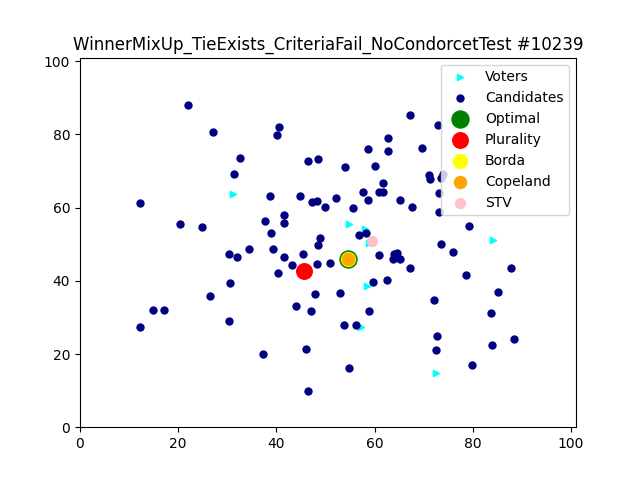 WinnerMixUp_TieExists_CriteriaFail_NoCondorcetTest #10239
100
80
60
40
20
0
0 20 40 60 80 100
Voters
Candidates
Optimal
Plurality
Borda
Copeland
STV